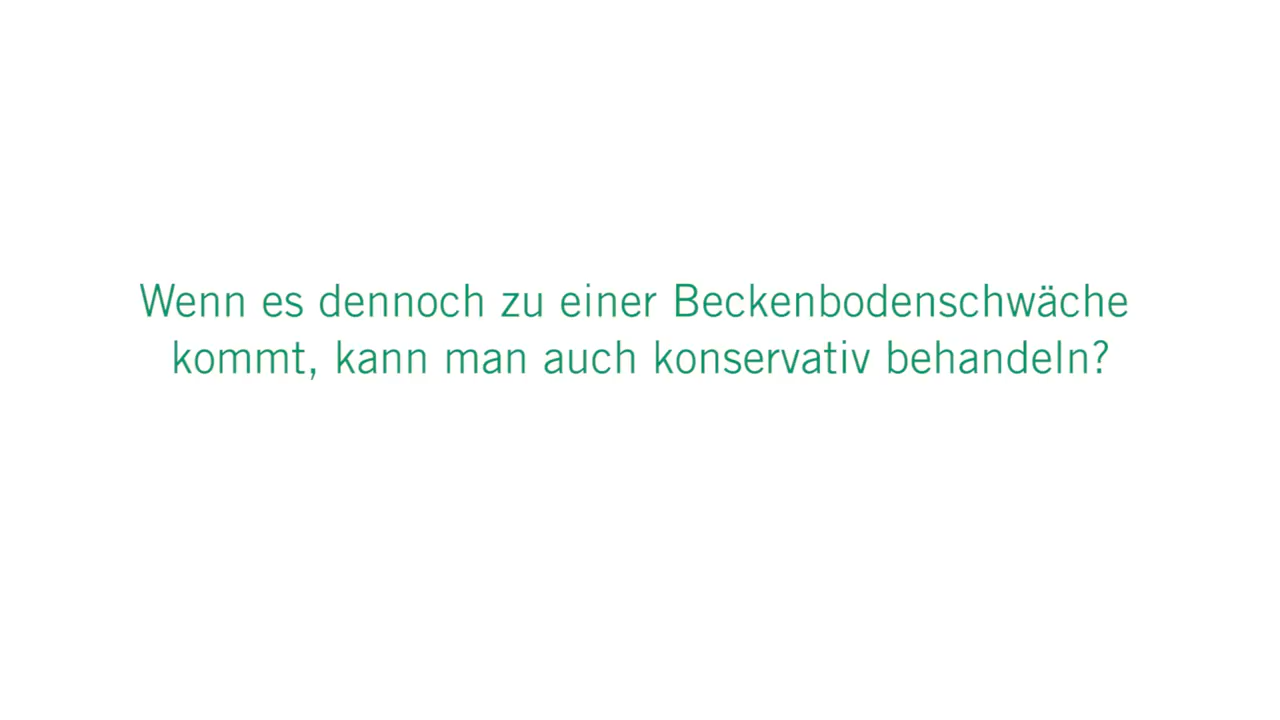 Wenn es dennoch zu einer Beckenbodenschwäche
kommt, kann man auch konservativ behandeln?